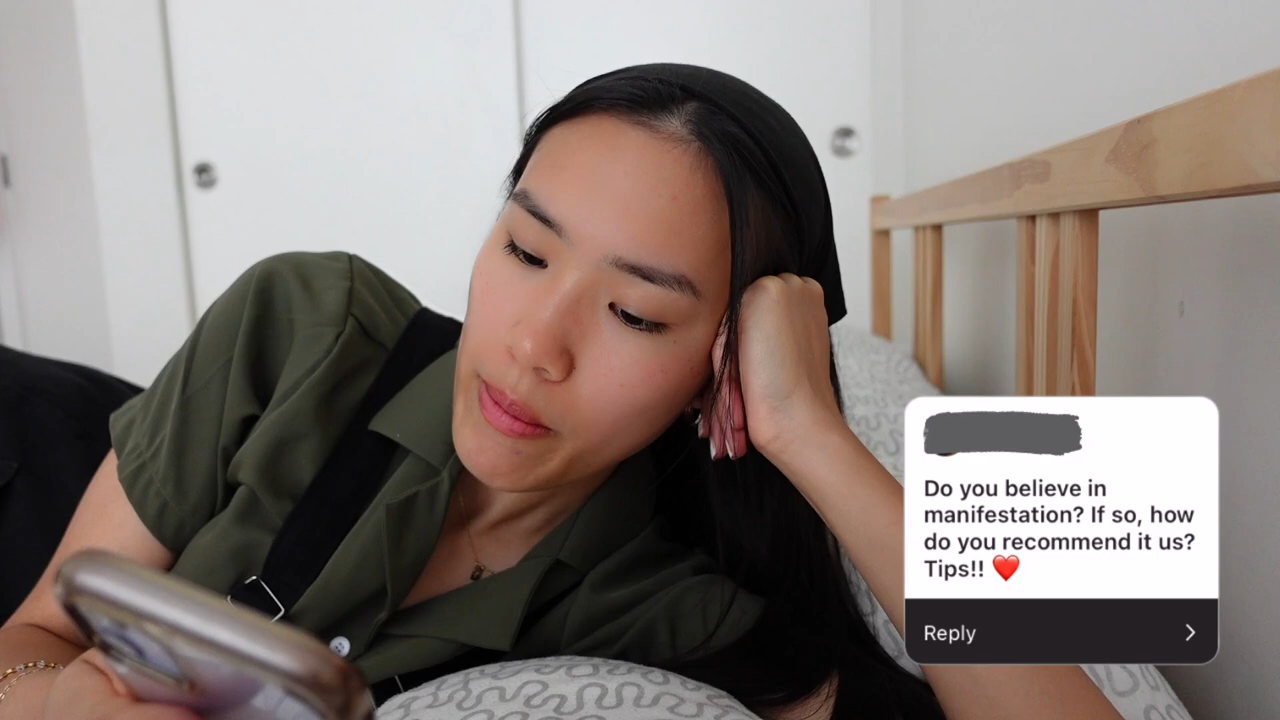 Do you believe in
manifestation? If so, how
do you recommend it us?
Tips!! ❤️
Reply